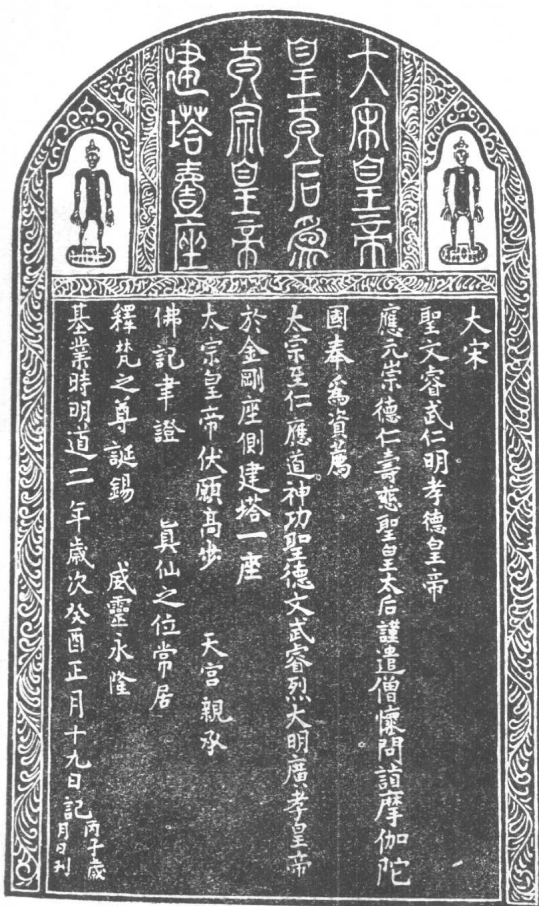 大宋皇帝
皇太后為
太宗皇帝
建塔壹座
大宋
聖文睿武仁明孝德皇帝
應元崇德仁壽慈聖皇太后謹遣僧懷問詣摩伽陀
國奉爲資薦
太宗至仁應道神功聖德文武睿烈大明廣孝皇帝
於金剛座側建塔一座
太宗皇帝伏願高步 天宫親承
佛記聿證 眞仙之位常居
釋梵之尊誕錫 威靈永隆
基業時明道二年歲次癸酉正月十九日記
丙子歲
月日刊